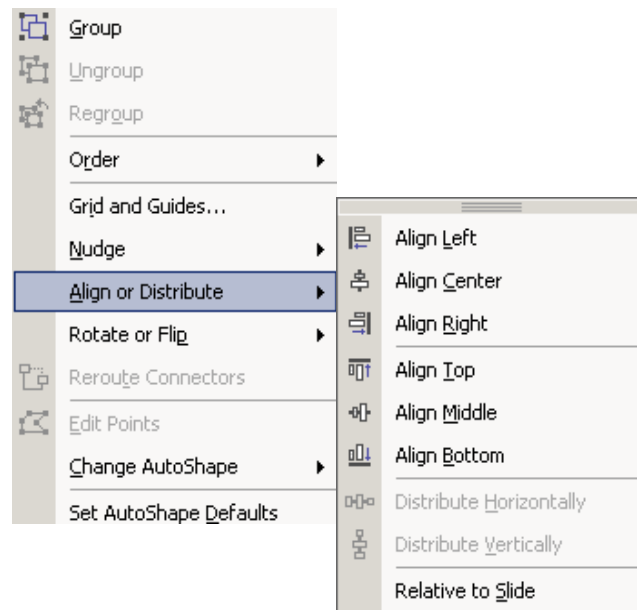 Group
Ungroup
Regroup
Order
Grid and Guides...
Nudge
Align or Distribute
Rotate or Flip
Reroute Connectors
Edit Points
Change AutoShape
Set AutoShape Defaults
Align Left
Align Center
Align Right
Align Top
Align Middle
Align Bottom
Distribute Horizontally
Distribute Vertically
Relative to Slide